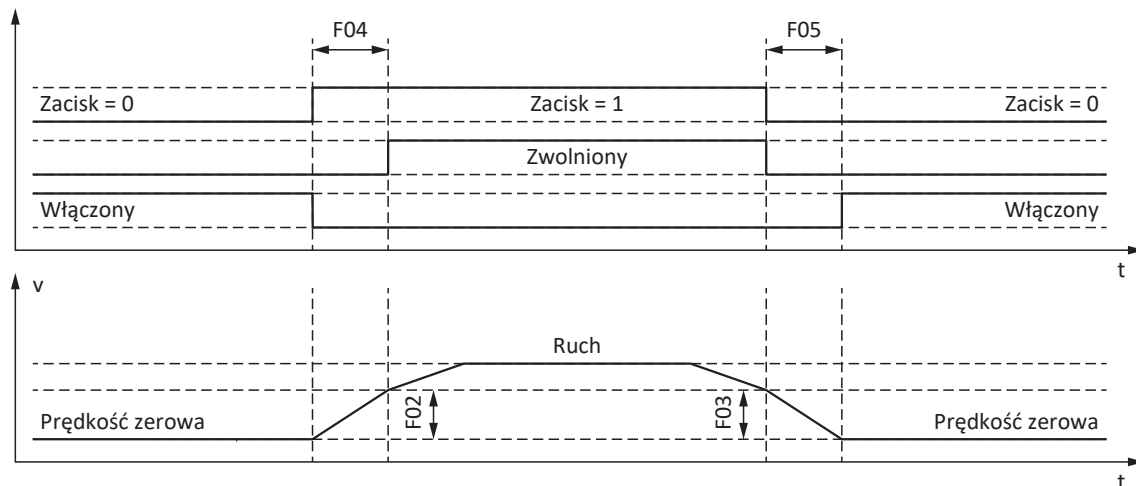 F04
F05
Zacisk = 0
Zacisk = 1
Zacisk = 0
Zwolniony
Włączony
Włączony
t
v
Ruch
Prędkość zerowa
F02
F03
Prędkość zerowa
t